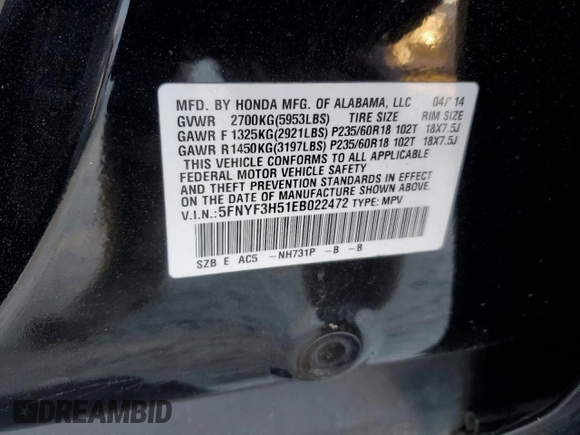 MFD. BY HONDA MFG. OF ALABAMA, LLC 04/'14
GVWR 2700KG(5953LBS) TIRE SIZE RIM SIZE
GAWR F 1325KG(2921LBS) P235/60R18 102T 18X7.5J
GAWR R 1450KG(3197LBS) P235/60R18 102T 18X7.5J
THIS VEHICLE CONFORMS TO ALL APPLICABLE
FEDERAL MOTOR VEHICLE SAFETY
AND THEFT PREVENTION STANDARDS IN EFFECT
ON THE DATE OF MANUFACTURE SHOWN ABOVE.
V.I.N.: 5FNYF3H51EB022472 TYPE: MPV
SZB E AC5 -NH731P -B -B
DREAMBID